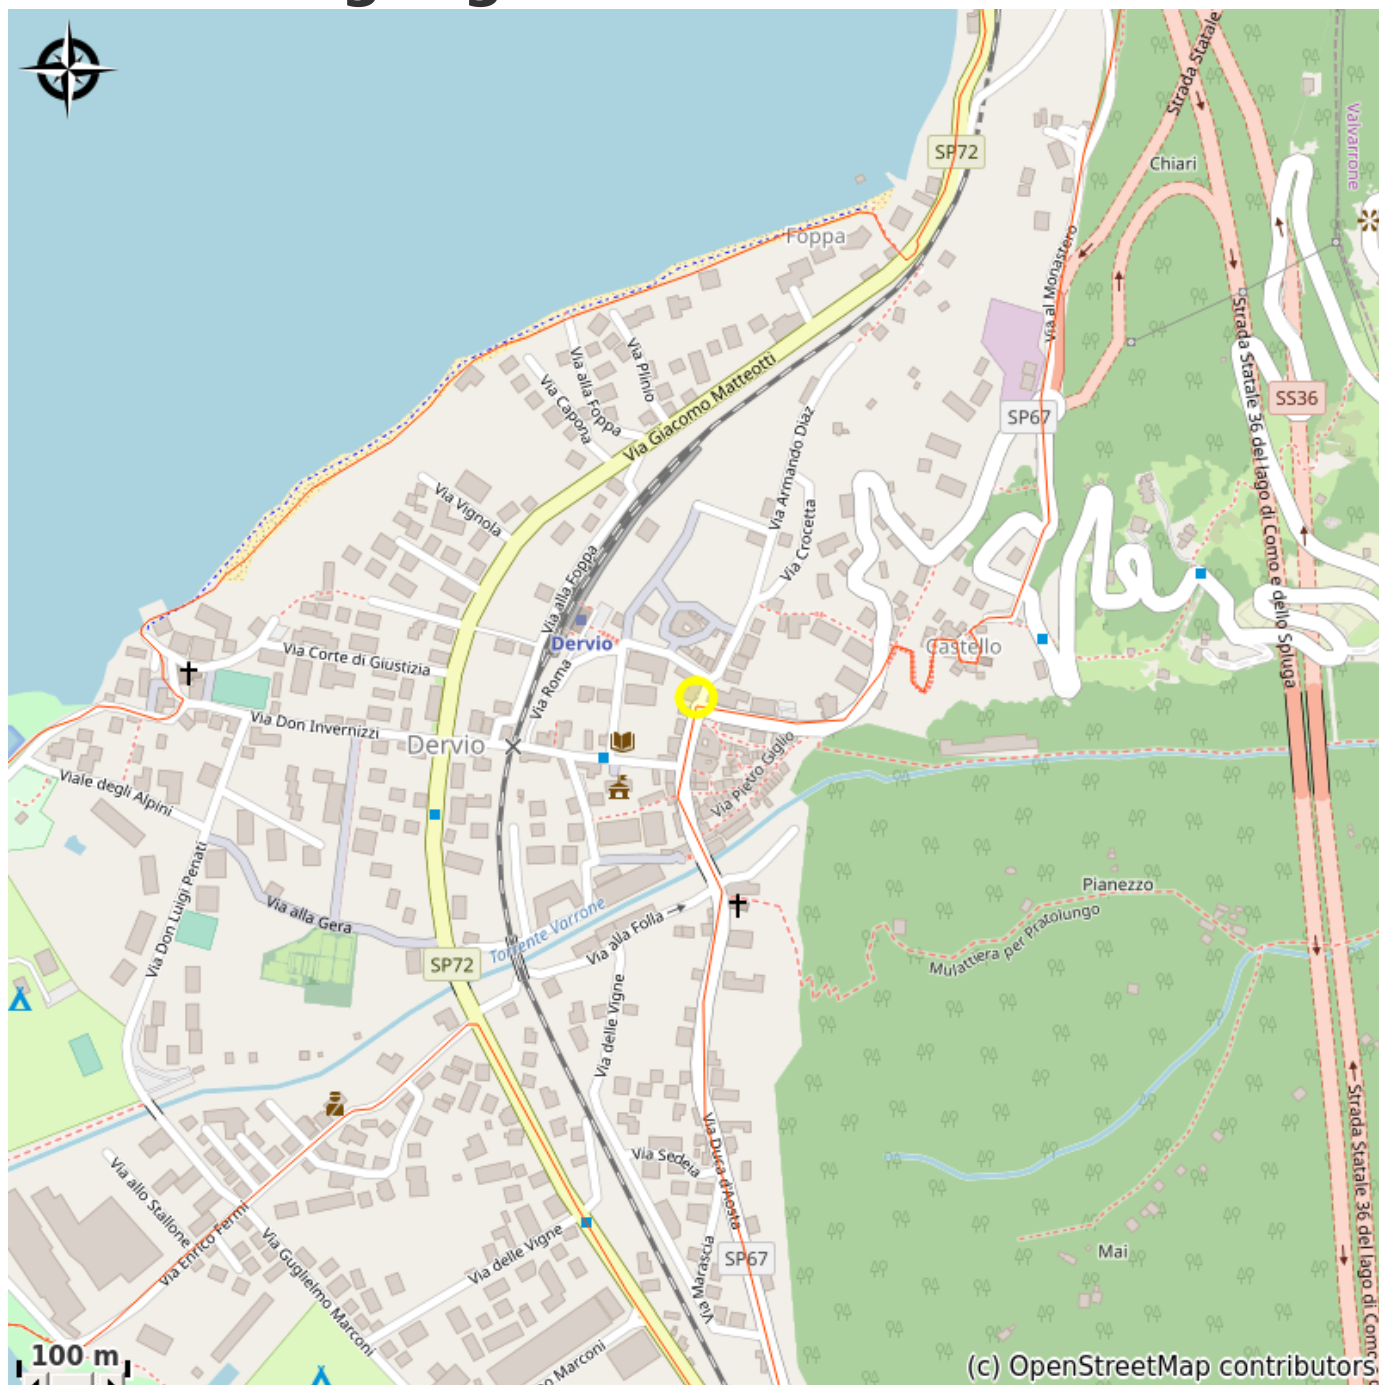 Strada Statale
SP72
Chiari
Valvarrone
Foppa
Via al Monastero
Via Plinio
Via alla Foppa
Via Capona
Via Giacomo Matteotti
Strada Statale 36 del lago di Como e dello Spluga
SS36
SP67
Via Armando Diaz
Via Vignola
Via Crocetta
Via alla Foppa
Dervio
Castello
Via Corte di Giustizia
Via Roma
Via Don Invernizzi
Dervio
Via Pietro Giglio
Viale degli Alpini
Via Don Luigi Penati
Via alla Gera
Torrente Varrone
Via alla Folla
Pianezzo
Mulattiera per Pratolungo
SP72
Via delle Vigne
Via Duca d'Aosta
Via Sedeia
Strada Statale 36 del lago di Como
Via allo Stallone
Via Enrico Fermi
Via Guglielmo Marconi
Via delle Vigne
Via Marascia
SP67
Mai
Marconi
100 m
(c) OpenStreetMap contributors